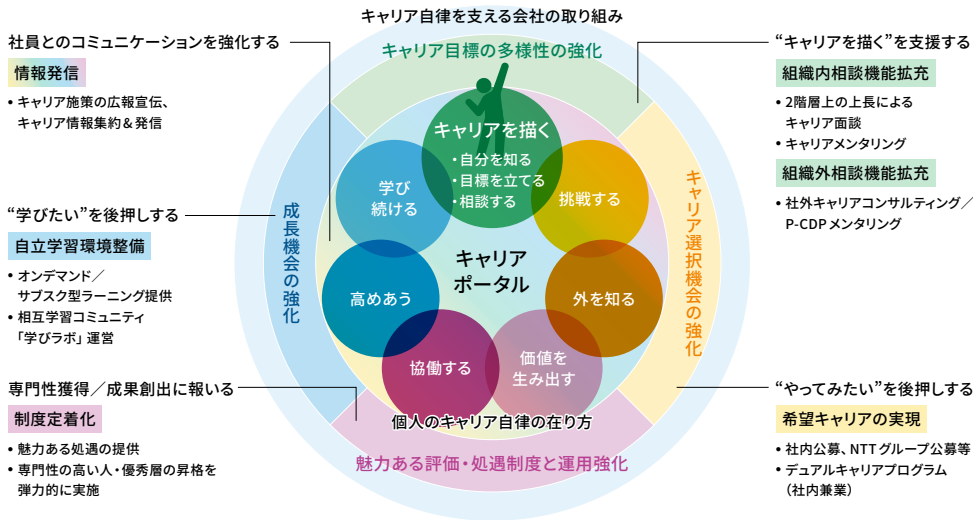 キャリア自律を支える会社の取り組み
キャリア目標の多様性の強化
社員とのコミュニケーションを強化する
情報発信
• キャリア施策の広報宣伝、
キャリア情報集約＆発信
“学びたい”を後押しする
自立学習環境整備
• オンデマンド／
サブスク型ラーニング提供
• 相互学習コミュニティ
「学びラボ」 運営
専門性獲得／成果創出に報いる
制度定着化
• 魅力ある処遇の提供
• 専門性の高い人・優秀層の昇格を
弾力的に実施
成長機会の強化
キャリアを描く
・自分を知る
・目標を立てる
・相談する
挑戦する
外を知る
価値を
生み出す
協働する
高めあう
学び
続ける
キャリア
ポータル
個人のキャリア自律の在り方
魅力ある評価・処遇制度と運用強化
キャリア選択機会の強化
“キャリアを描く”を支援する
組織内相談機能拡充
• 2階層上の上長による
キャリア面談
• キャリアメンタリング
組織外相談機能拡充
• 社外キャリアコンサルティング／
P-CDPメンタリング
“やってみたい”を後押しする
希望キャリアの実現
• 社内公募、NTTグループ公募等
• デュアルキャリアプログラム
（社内兼業）